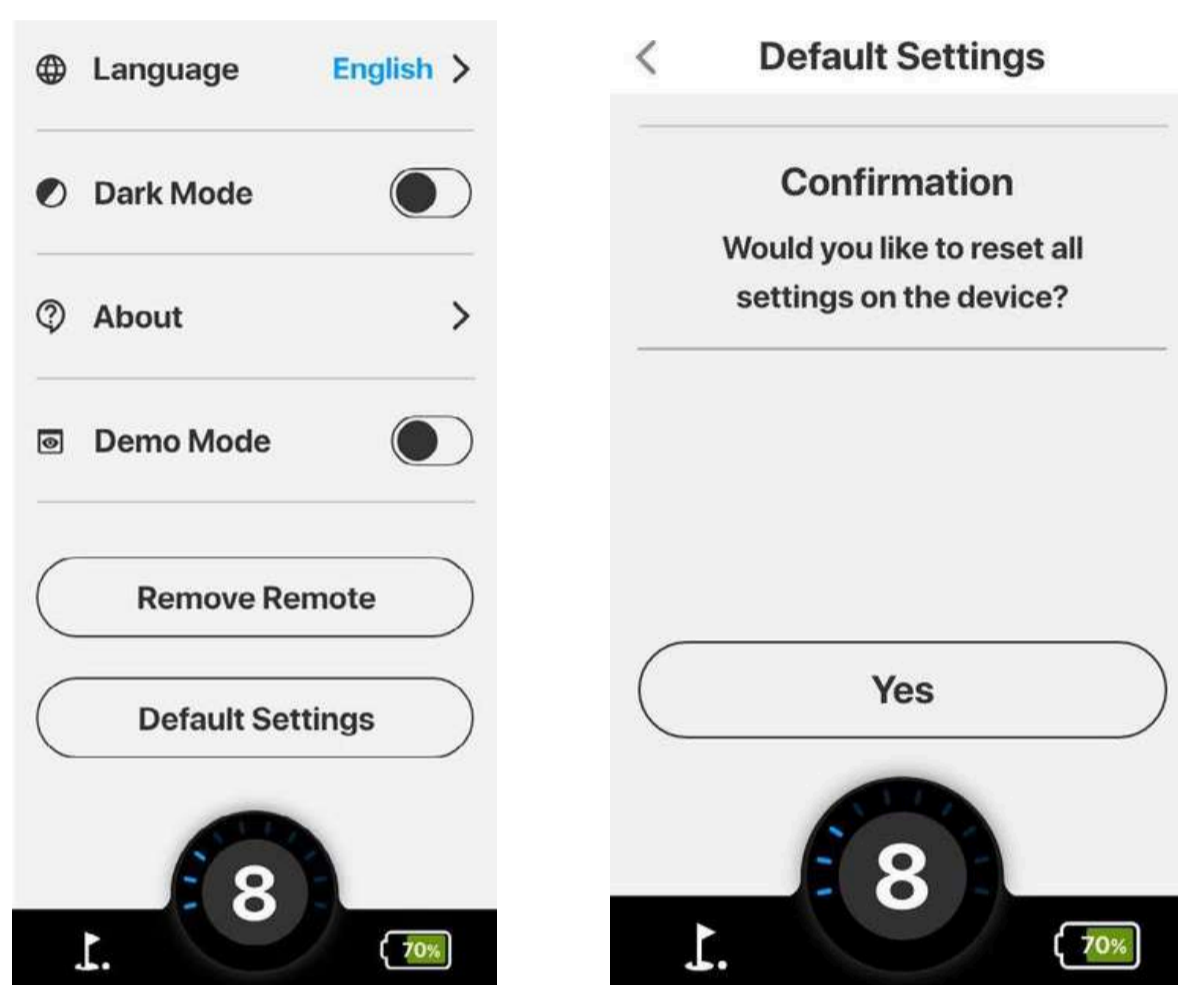 Language English
Dark Mode
About
Demo Mode
Remove Remote
Default Settings
8
70%
Default Settings
Confirmation
Would you like to reset all
settings on the device?
Yes
8
70%